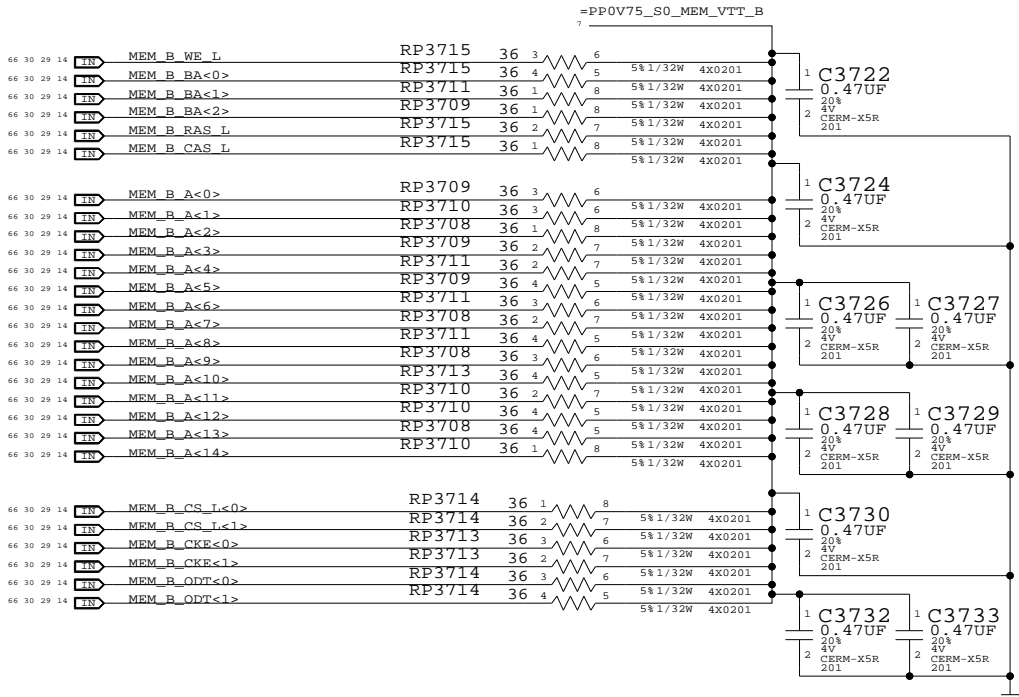 =PP0V75_S0_MEM_VTT_B
7
66 30 29 14 IN MEM_B_WE_L RP3715 36 3 6 5% 1/32W 4X0201
66 30 29 14 IN MEM_B_BA<0> RP3715 36 4 5 5% 1/32W 4X0201
66 30 29 14 IN MEM_B_BA<1> RP3711 36 1 8 5% 1/32W 4X0201
66 30 29 14 IN MEM_B_BA<2> RP3709 36 1 8 5% 1/32W 4X0201
66 30 29 14 IN MEM_B_RAS_L RP3715 36 2 7 5% 1/32W 4X0201
66 30 29 14 IN MEM_B_CAS_L RP3715 36 1 8 5% 1/32W 4X0201
66 30 29 14 IN MEM_B_A<0> RP3709 36 3 6 5% 1/32W 4X0201
66 30 29 14 IN MEM_B_A<1> RP3710 36 3 6 5% 1/32W 4X0201
66 30 29 14 IN MEM_B_A<2> RP3708 36 1 8 5% 1/32W 4X0201
66 30 29 14 IN MEM_B_A<3> RP3709 36 2 7 5% 1/32W 4X0201
66 30 29 14 IN MEM_B_A<4> RP3711 36 2 7 5% 1/32W 4X0201
66 30 29 14 IN MEM_B_A<5> RP3709 36 4 5 5% 1/32W 4X0201
66 30 29 14 IN MEM_B_A<6> RP3711 36 3 6 5% 1/32W 4X0201
66 30 29 14 IN MEM_B_A<7> RP3708 36 2 7 5% 1/32W 4X0201
66 30 29 14 IN MEM_B_A<8> RP3711 36 4 5 5% 1/32W 4X0201
66 30 29 14 IN MEM_B_A<9> RP3708 36 3 6 5% 1/32W 4X0201
66 30 29 14 IN MEM_B_A<10> RP3713 36 4 5 5% 1/32W 4X0201
66 30 29 14 IN MEM_B_A<11> RP3710 36 2 7 5% 1/32W 4X0201
66 30 29 14 IN MEM_B_A<12> RP3710 36 4 5 5% 1/32W 4X0201
66 30 29 14 IN MEM_B_A<13> RP3708 36 4 5 5% 1/32W 4X0201
66 30 29 14 IN MEM_B_A<14> RP3710 36 1 8 5% 1/32W 4X0201
66 30 29 14 IN MEM_B_CS_L<0> RP3714 36 1 8 5% 1/32W 4X0201
66 30 29 14 IN MEM_B_CS_L<1> RP3714 36 2 7 5% 1/32W 4X0201
66 30 29 14 IN MEM_B_CKE<0> RP3713 36 3 6 5% 1/32W 4X0201
66 30 29 14 IN MEM_B_CKE<1> RP3713 36 2 7 5% 1/32W 4X0201
66 30 29 14 IN MEM_B_ODT<0> RP3714 36 3 6 5% 1/32W 4X0201
66 30 29 14 IN MEM_B_ODT<1> RP3714 36 4 5 5% 1/32W 4X0201
1 C3722
0.47UF
20%
4V
2 CERM-X5R
201
1 C3724
0.47UF
20%
4V
2 CERM-X5R
201
1 C3726
0.47UF
20%
4V
2 CERM-X5R
201
1 C3727
0.47UF
20%
4V
2 CERM-X5R
201
1 C3728
0.47UF
20%
4V
2 CERM-X5R
201
1 C3729
0.47UF
20%
4V
2 CERM-X5R
201
1 C3730
0.47UF
20%
4V
2 CERM-X5R
201
1 C3732
0.47UF
20%
4V
2 CERM-X5R
201
1 C3733
0.47UF
20%
4V
2 CERM-X5R
201